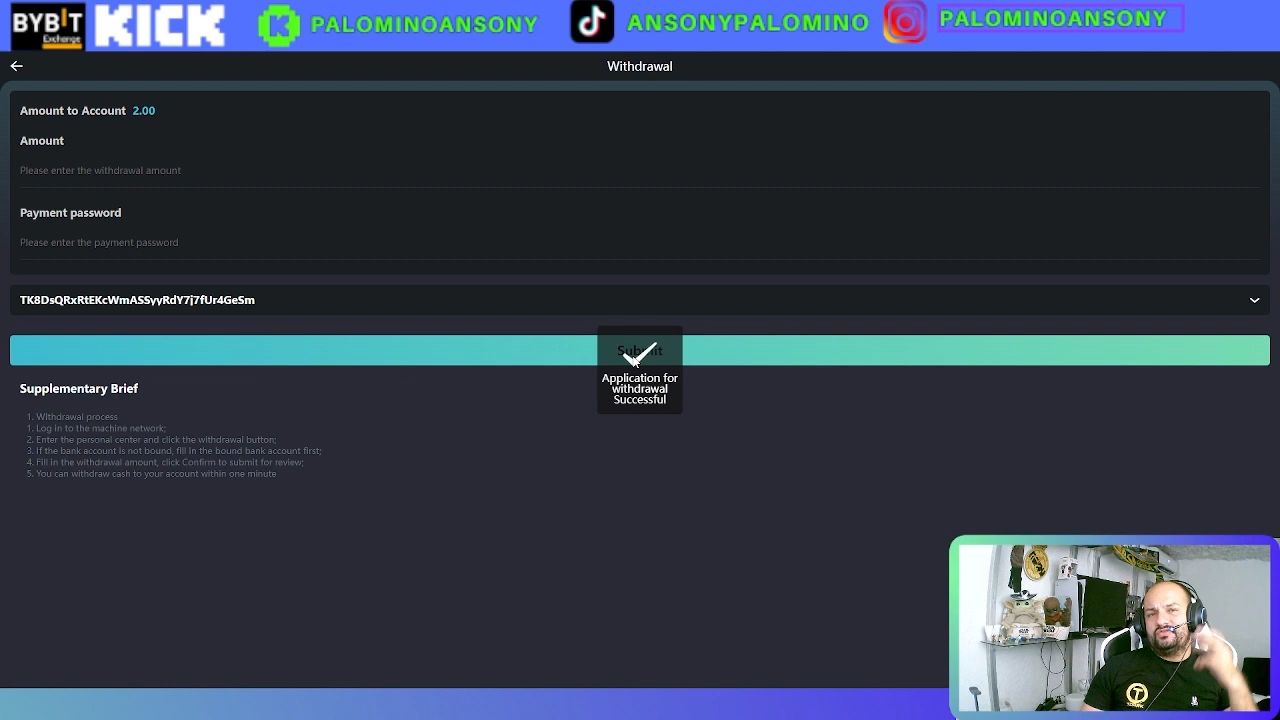 BYBIT
Exchange
KICK
PALOMINOANSONY
ANSONYPALOMINO
PALOMINOANSONY
Withdrawal
Amount to Account 2.00
Amount
Please enter the withdrawal amount
Payment password
Please enter the payment password
TK8DsQRxRtEKcWmASSyyRdY7j7fUr4GeSm
Submit
Application for
withdrawal
Successful
Supplementary Brief
1. Withdrawal process
1. Log in to the machine network;
2. Enter the personal center and click the withdrawal button;
3. If the bank account is not bound, fill in the bound bank account first;
4. Fill in the withdrawal amount, click Confirm to submit for review;
5. You can withdraw cash to your account within one minute